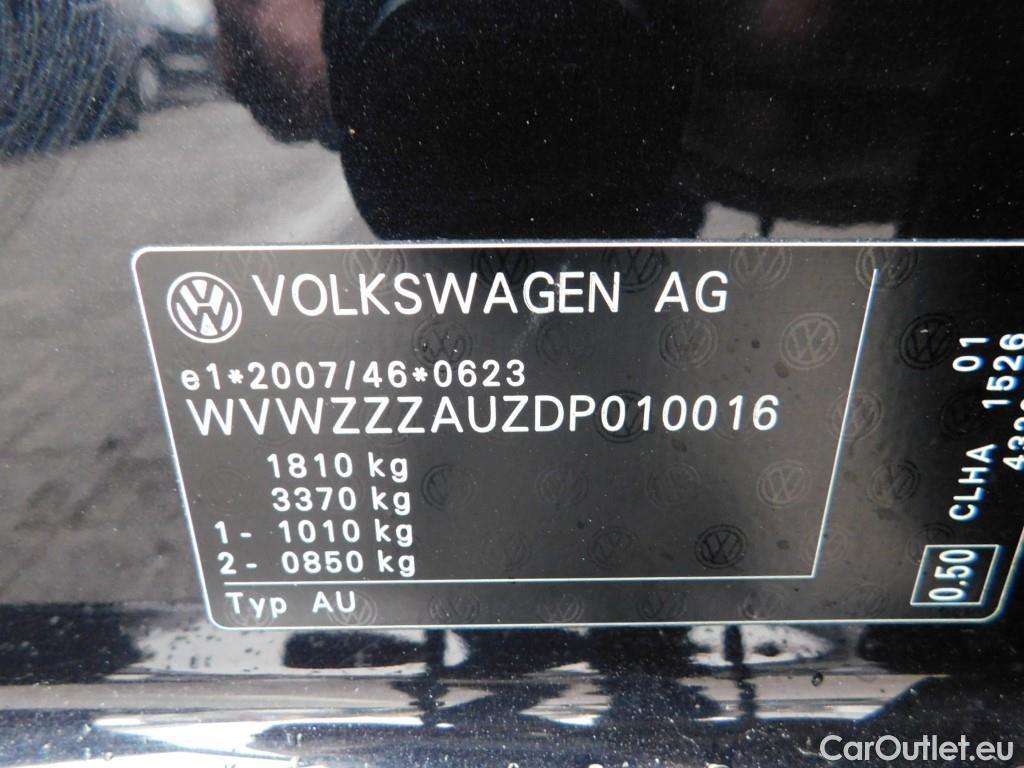 VOLKSWAGEN AG
e1*2007/46*0623
WVWZZZAUZDP010016
1810 kg
3370 kg
1- 1010 kg
2- 0850 kg
Typ AU
01
CLHA 1526
0.50
CarOutlet.eu